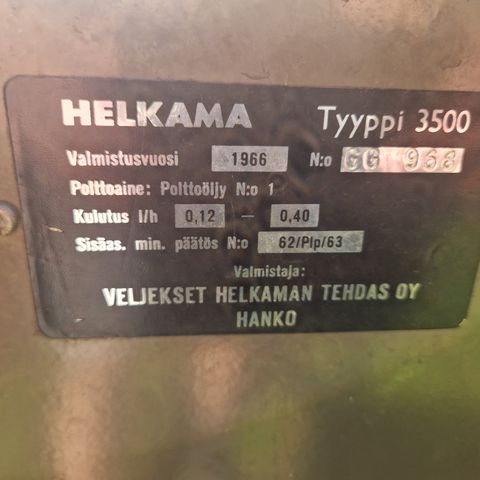 HELKAMA Tyyppi 3500
Valmistusvuosi 1966 N:o GG 968
Polttoaine: Polttoöljy N:o 1
Kulutus l/h 0,12 — 0,40
Sisäas. min. päätös N:o 62/Plp/63
Valmistaja:
VELJEKSET HELKAMAN TEHDAS OY
HANKO